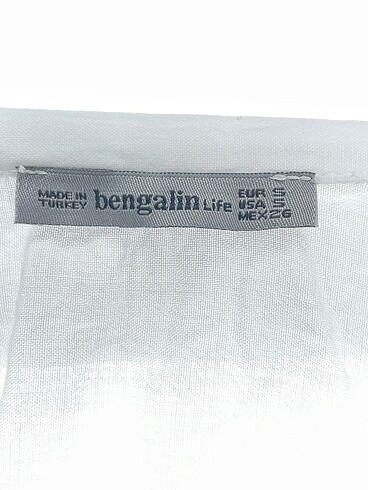 MADE IN
TURKEY
bengalin Life
EUR S
USA S
MEX 26